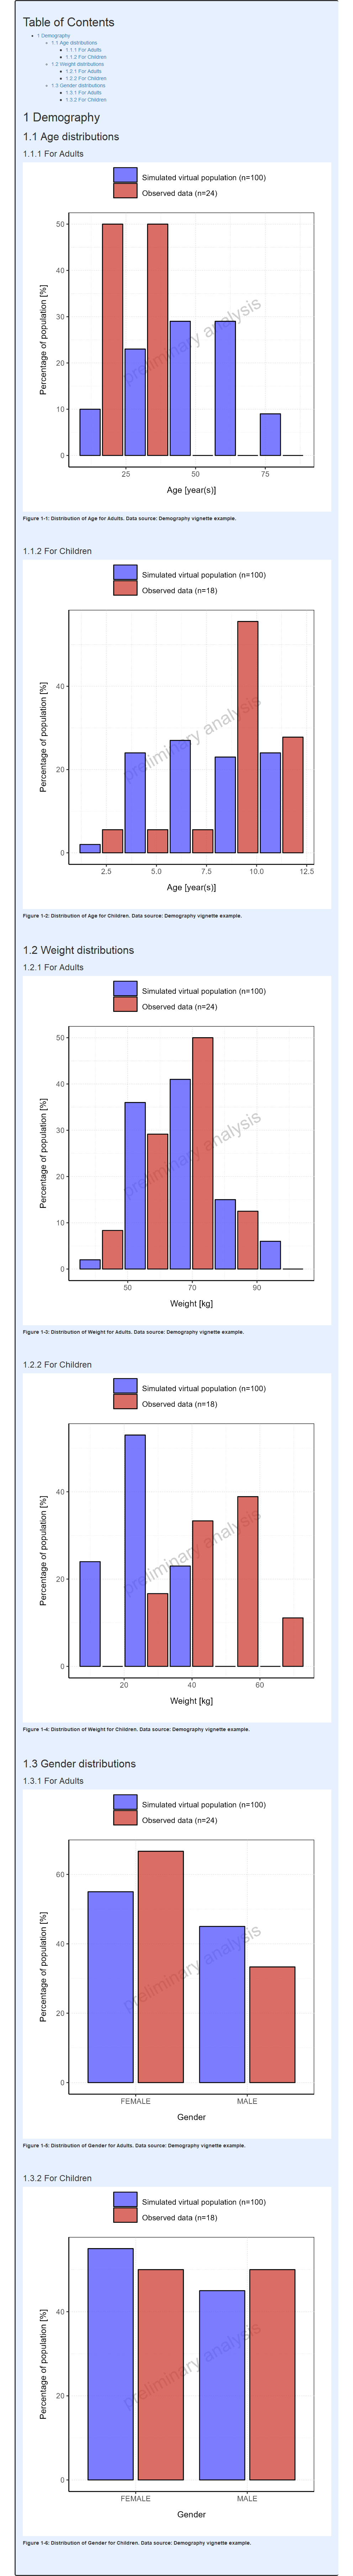 Table of Contents
1 Demography
1.1 Age distributions
1.1.1 For Adults
1.1.2 For Children
1.2 Weight distributions
1.2.1 For Adults
1.2.2 For Children
1.3 Gender distributions
1.3.1 For Adults
1.3.2 For Children
1 Demography
1.1 Age distributions
1.1.1 For Adults
Simulated virtual population (n=100)
Observed data (n=24)
50
40
30
20
10
0
Percentage of population [%]
preliminary analysis
25 50 75
Age [year(s)]
Figure 1-1: Distribution of Age for Adults. Data source: Demography vignette example.
1.1.2 For Children
Simulated virtual population (n=100)
Observed data (n=18)
40
20
0
Percentage of population [%]
preliminary analysis
2.5 5.0 7.5 10.0 12.5
Age [year(s)]
Figure 1-2: Distribution of Age for Children. Data source: Demography vignette example.
1.2 Weight distributions
1.2.1 For Adults
Simulated virtual population (n=100)
Observed data (n=24)
50
40
30
20
10
0
Percentage of population [%]
preliminary analysis
50 70 90
Weight [kg]
Figure 1-3: Distribution of Weight for Adults. Data source: Demography vignette example.
1.2.2 For Children
Simulated virtual population (n=100)
Observed data (n=18)
40
20
0
Percentage of population [%]
preliminary analysis
20 40 60
Weight [kg]
Figure 1-4: Distribution of Weight for Children. Data source: Demography vignette example.
1.3 Gender distributions
1.3.1 For Adults
Simulated virtual population (n=100)
Observed data (n=24)
60
40
20
0
Percentage of population [%]
preliminary analysis
FEMALE MALE
Gender
Figure 1-5: Distribution of Gender for Adults. Data source: Demography vignette example.
1.3.2 For Children
Simulated virtual population (n=100)
Observed data (n=18)
40
20
0
Percentage of population [%]
preliminary analysis
FEMALE MALE
Gender
Figure 1-6: Distribution of Gender for Children. Data source: Demography vignette example.